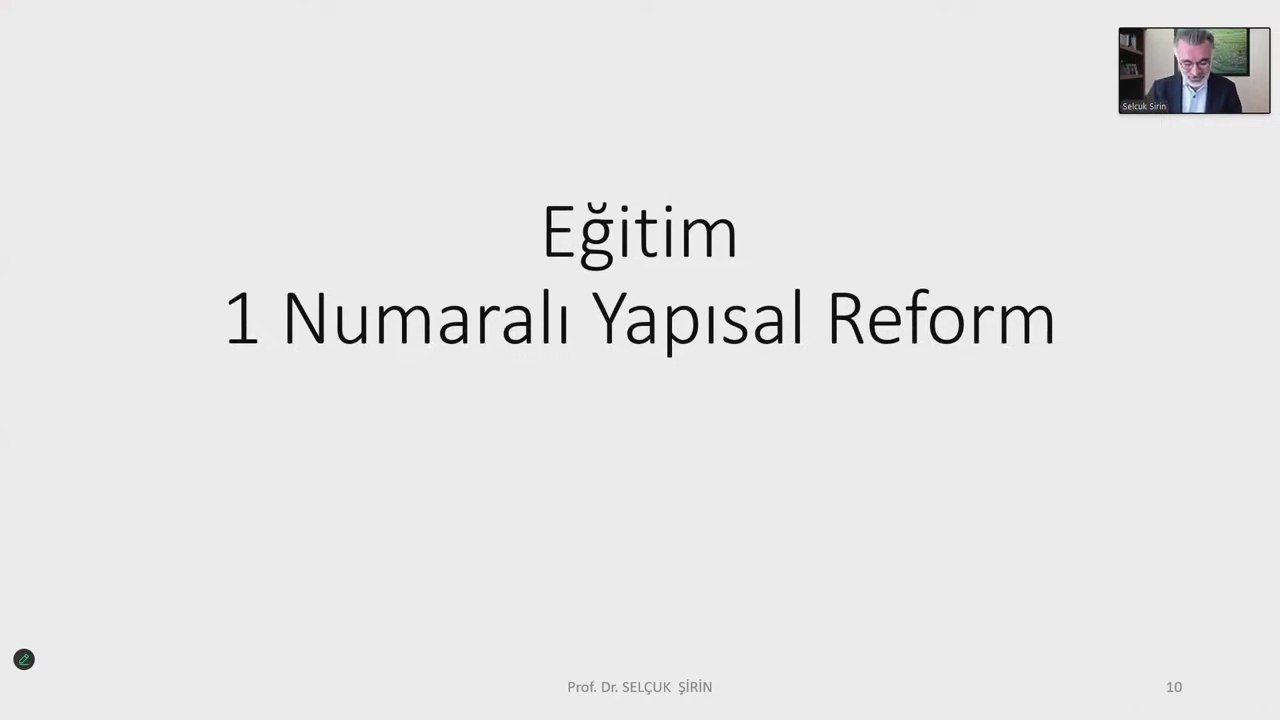 Selcuk Sirin
Eğitim
1 Numaralı Yapısal Reform
Prof. Dr. SELÇUK ŞİRİN
10